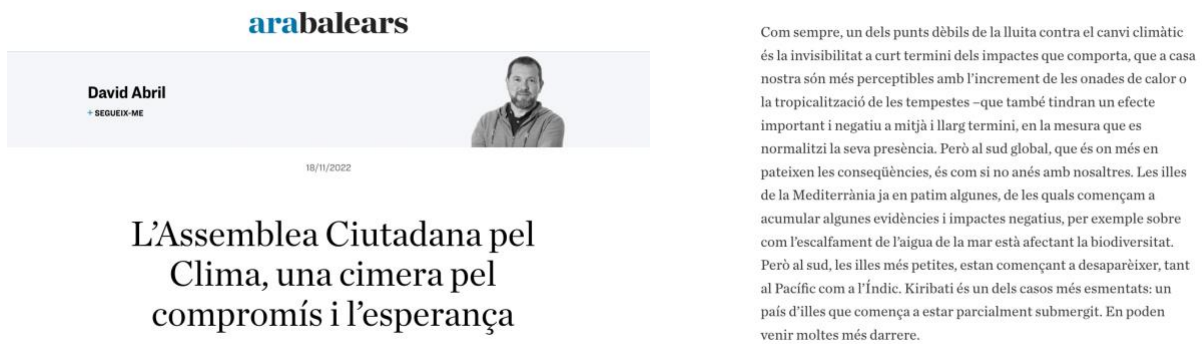 arabalears
David Abril
+ SEGUEIX-ME
18/11/2022
L'Assemblea Ciutadana pel
Clima, una cimera pel
compromís i l'esperança
Com sempre, un dels punts dèbils de la lluita contra el canvi climàtic
és la invisibilitat a curt termini dels impactes que comporta, que a casa
nostra són més perceptibles amb l'increment de les onades de calor o
la tropicalització de les tempestes –que també tindran un efecte
important i negatiu a mitjà i llarg termini, en la mesura que es
normalitzi la seva presència. Però al sud global, que és on més en
pateixen les conseqüències, és com si no anés amb nosaltres. Les illes
de la Mediterrània ja en patim algunes, de les quals començam a
acumular algunes evidències i impactes negatius, per exemple sobre
com l'escalfament de l'aigua de la mar està afectant la biodiversitat.
Però al sud, les illes més petites, estan començant a desaparèixer, tant
al Pacífic com a l'Índic. Kiribati és un dels casos més esmentats: un
país d'illes que comença a estar parcialment submergit. En poden
venir moltes més darrere.